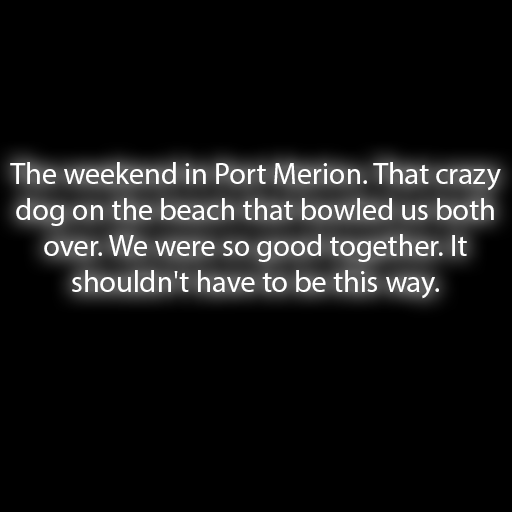 The weekend in Port Merion. That crazy
dog on the beach that bowled us both
over. We were so good together. It
shouldn't have to be this way.